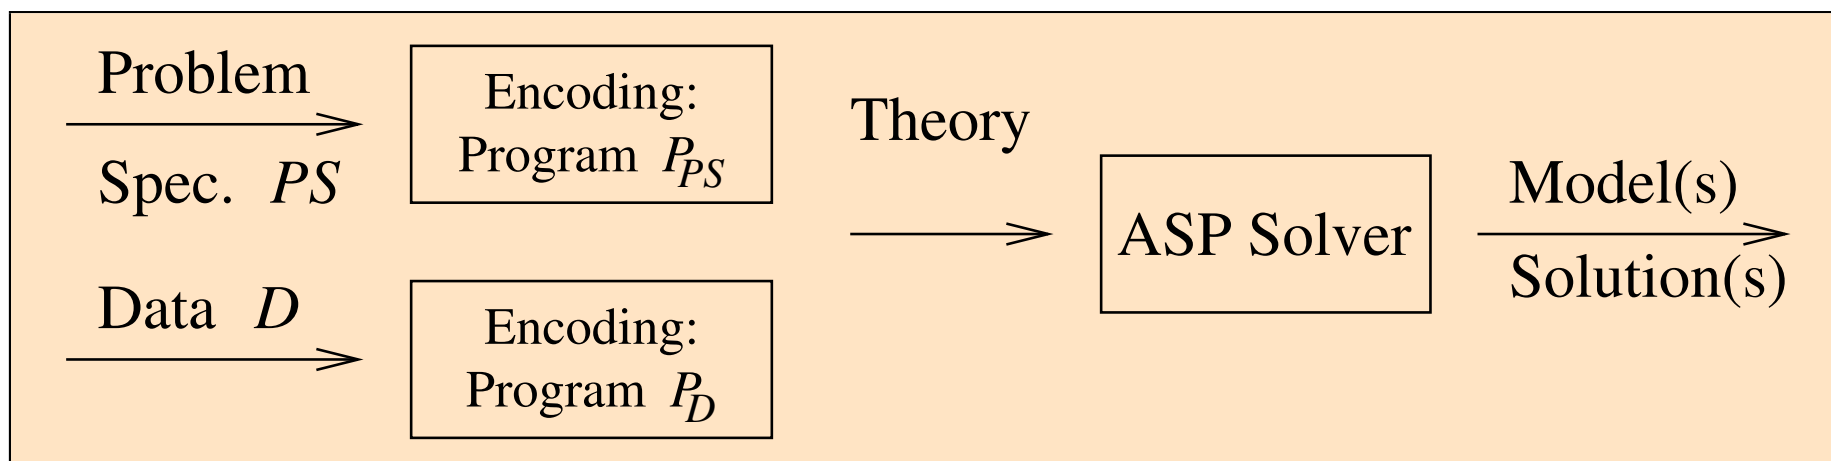 Problem
Spec. PS
Encoding:
Program P_PS
Data D
Encoding:
Program P_D
Theory
ASP Solver
Model(s)
Solution(s)